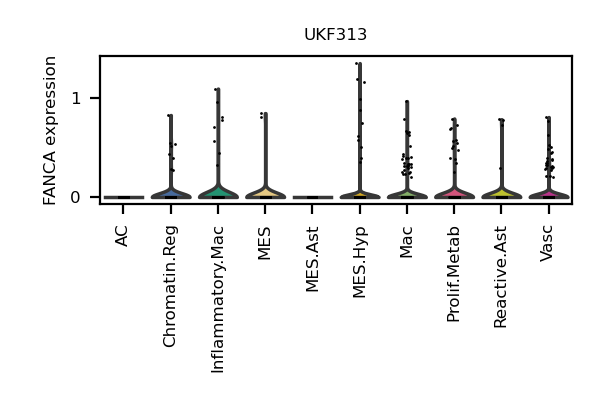 UKF313
FANCA expression
1
0
AC
Chromatin.Reg
Inflammatory.Mac
MES
MES.Ast
MES.Hyp
Mac
Prolif.Metab
Reactive.Ast
Vasc